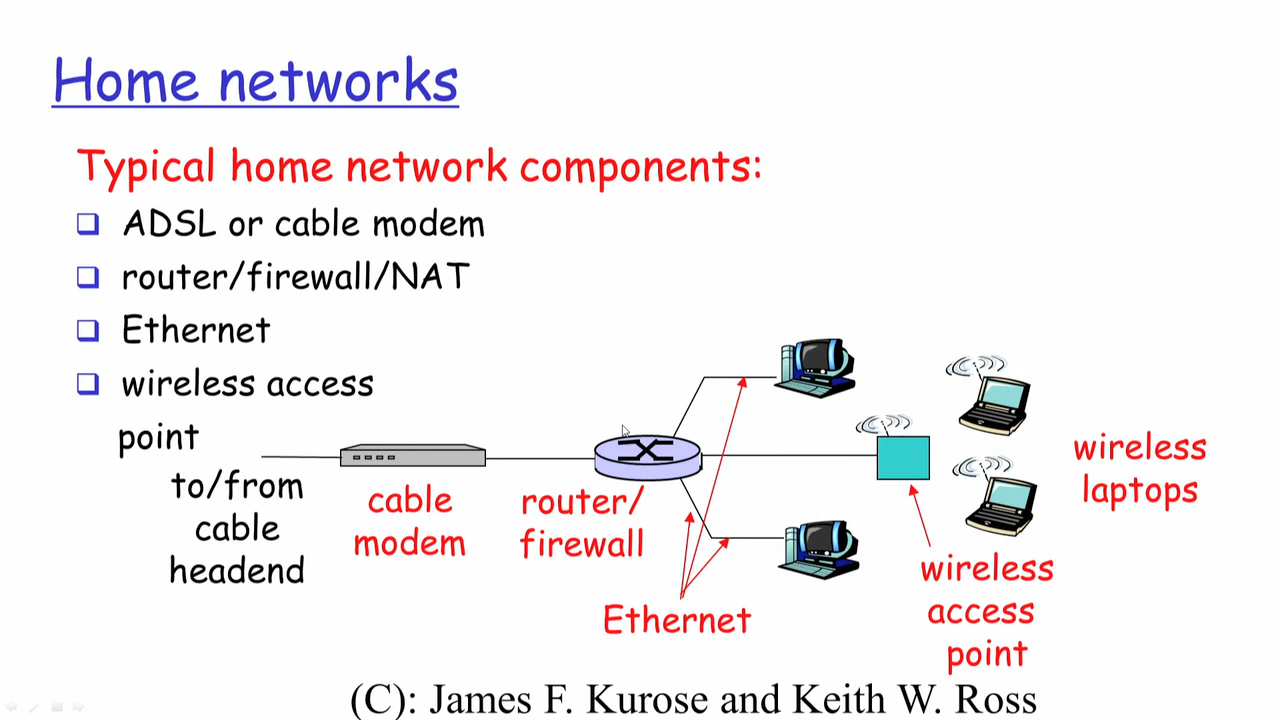 Home networks
Typical home network components:
ADSL or cable modem
router/firewall/NAT
Ethernet
wireless access
point
to/from
cable
headend
cable
modem
router/
firewall
Ethernet
wireless
access
point
wireless
laptops
(C): James F. Kurose and Keith W. Ross